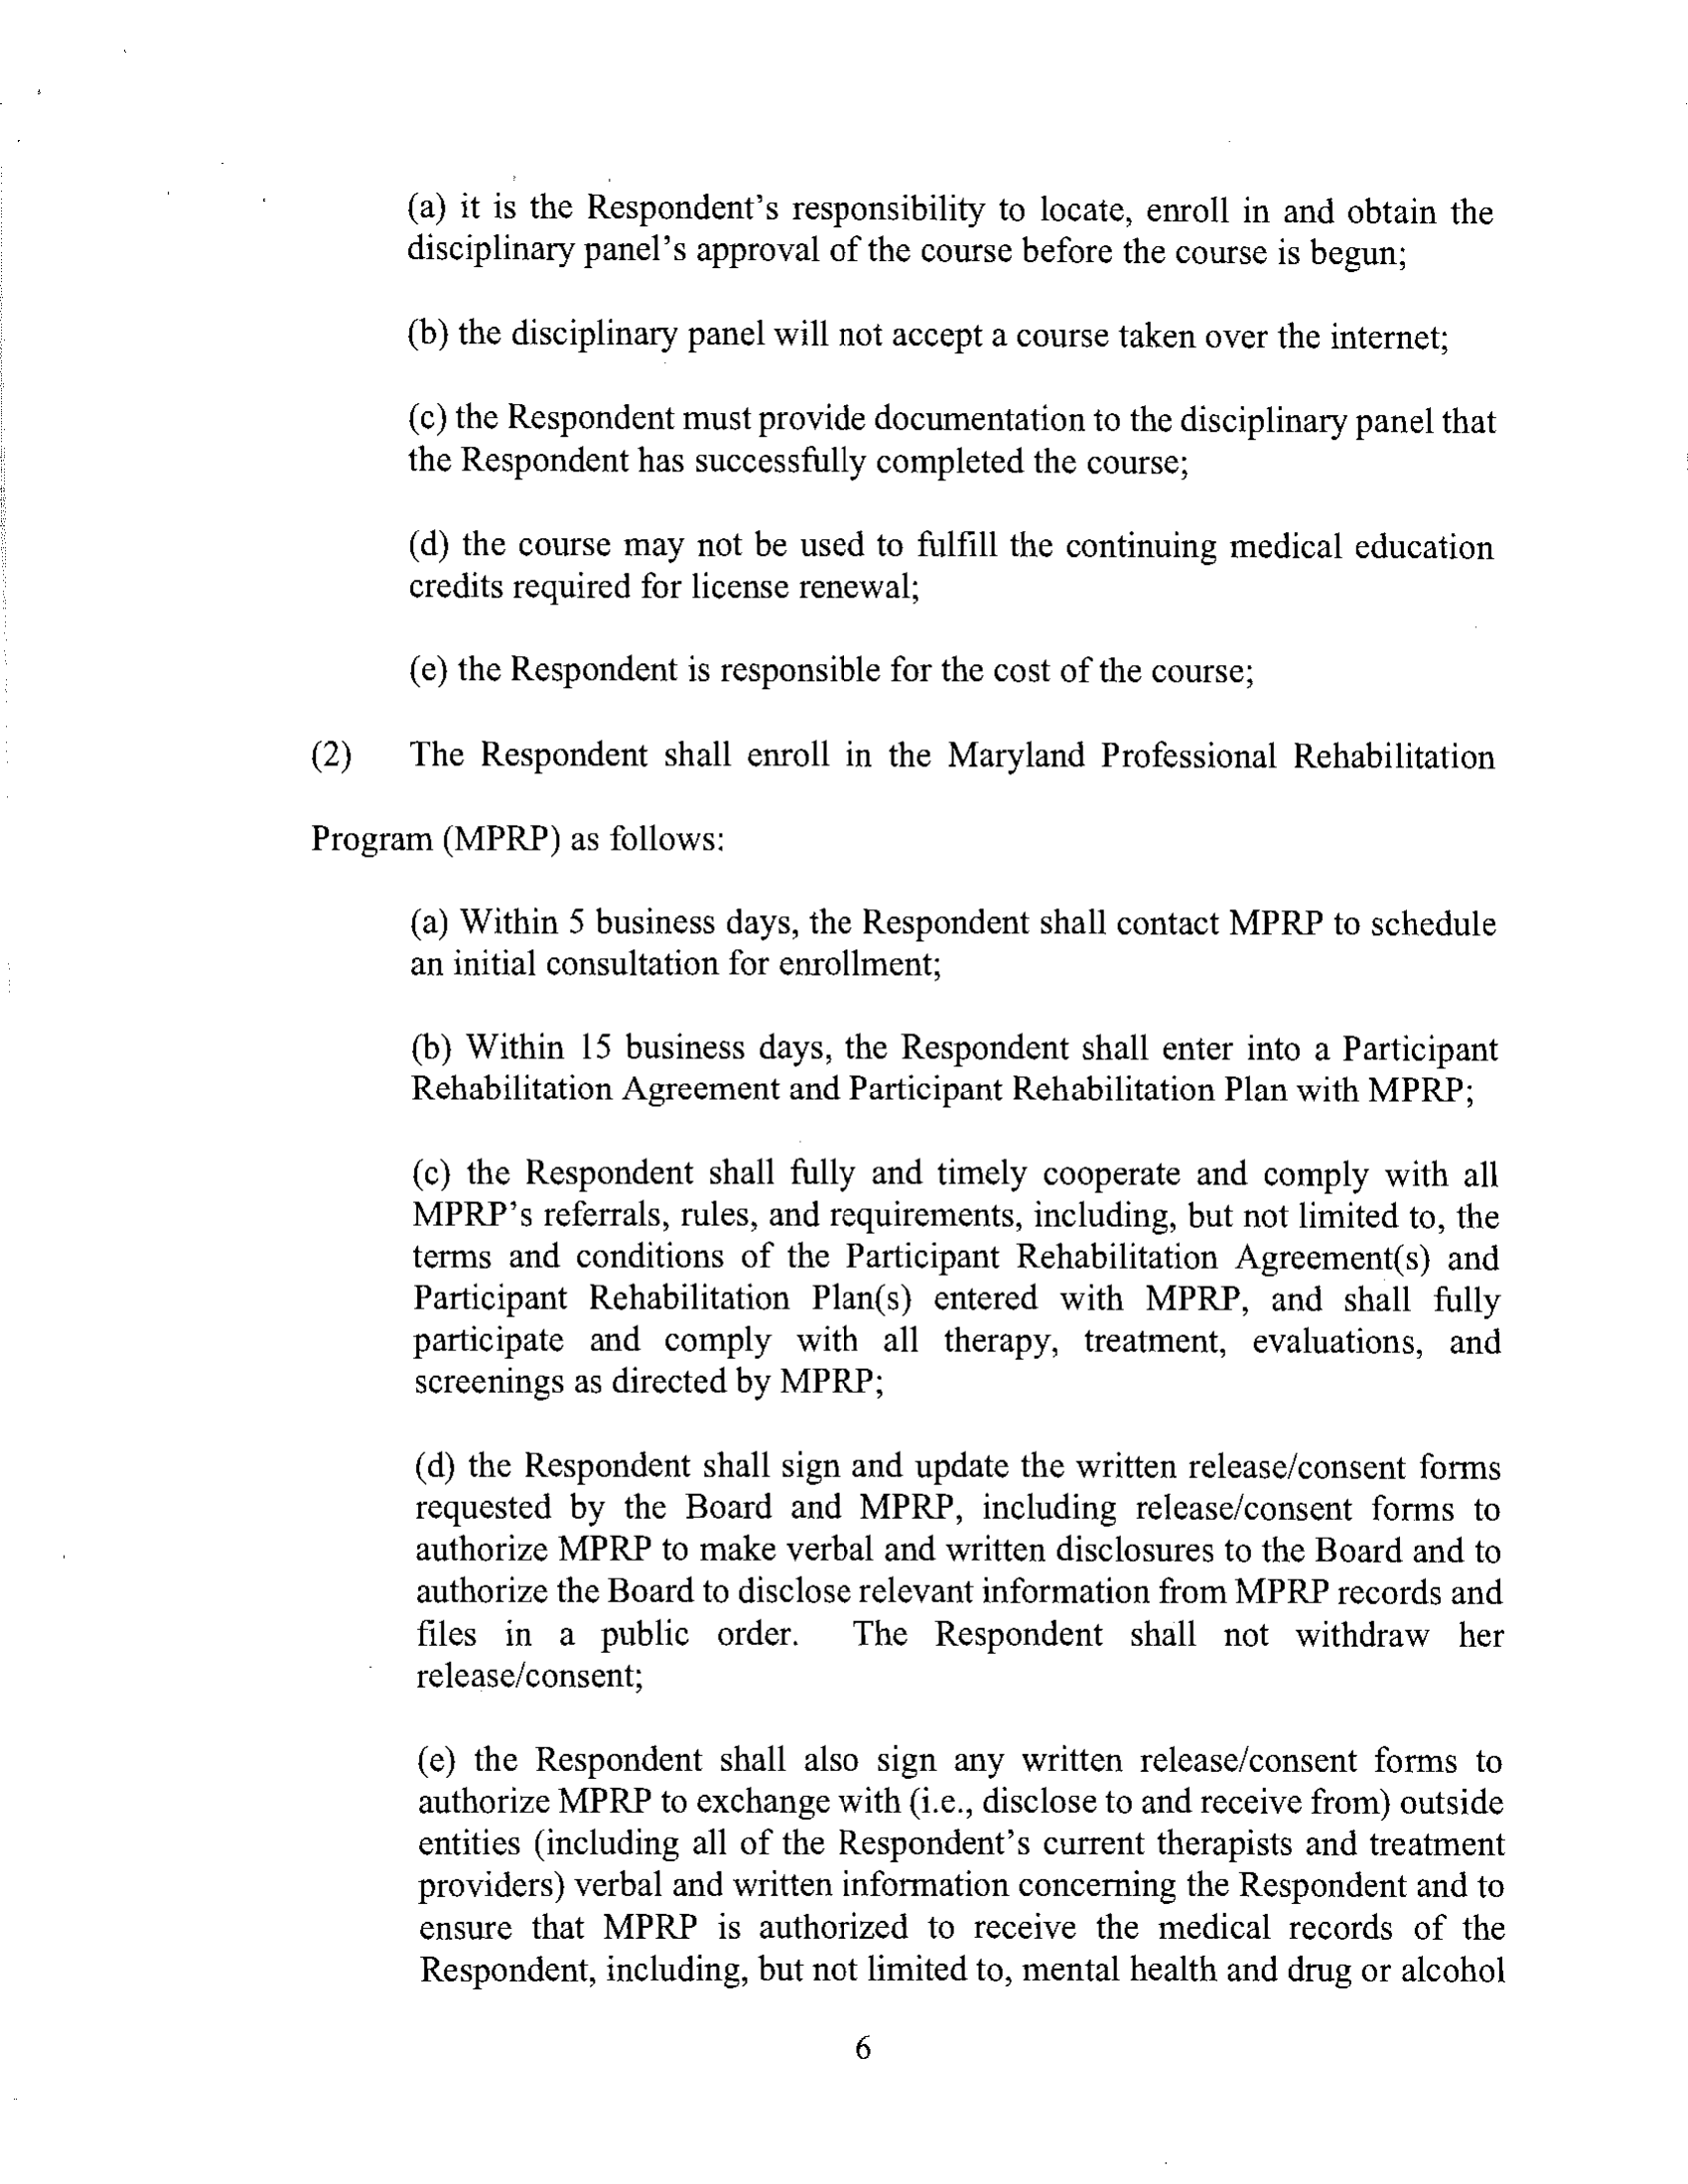 (a) it is the Respondent's responsibility to locate, enroll in and obtain the
disciplinary panel's approval of the course before the course is begun;
(b) the disciplinary panel will not accept a course taken over the internet;
(c) the Respondent must provide documentation to the disciplinary panel that
the Respondent has successfully completed the course;
(d) the course may not be used to fulfill the continuing medical education
credits required for license renewal;
(e) the Respondent is responsible for the cost of the course;
(2) The Respondent shall enroll in the Maryland Professional Rehabilitation
Program (MPRP) as follows:
(a) Within 5 business days, the Respondent shall contact MPRP to schedule
an initial consultation for enrollment;
(b) Within 15 business days, the Respondent shall enter into a Participant
Rehabilitation Agreement and Participant Rehabilitation Plan with MPRP;
(c) the Respondent shall fully and timely cooperate and comply with all
MPRP's referrals, rules, and requirements, including, but not limited to, the
terms and conditions of the Participant Rehabilitation Agreement(s) and
Participant Rehabilitation Plan(s) entered with MPRP, and shall fully
participate and comply with all therapy, treatment, evaluations, and
screenings as directed by MPRP;
(d) the Respondent shall sign and update the written release/consent forms
requested by the Board and MPRP, including release/consent forms to
authorize MPRP to make verbal and written disclosures to the Board and to
authorize the Board to disclose relevant information from MPRP records and
files in a public order. The Respondent shall not withdraw her
release/consent;
(e) the Respondent shall also sign any written release/consent forms to
authorize MPRP to exchange with (i.e., disclose to and receive from) outside
entities (including all of the Respondent's current therapists and treatment
providers) verbal and written information concerning the Respondent and to
ensure that MPRP is authorized to receive the medical records of the
Respondent, including, but not limited to, mental health and drug or alcohol
6